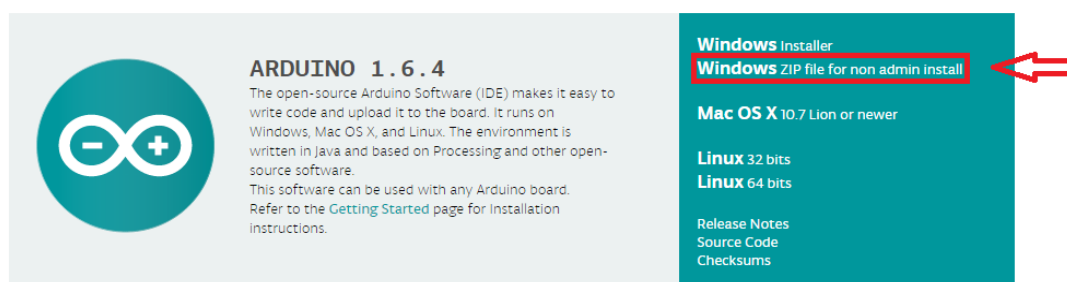 ARDUINO 1.6.4
The open-source Arduino Software (IDE) makes it easy to
write code and upload it to the board. It runs on
Windows, Mac OS X, and Linux. The environment is
written in Java and based on Processing and other open-
source software.
This software can be used with any Arduino board.
Refer to the Getting Started page for Installation
instructions.
Windows Installer
Windows ZIP file for non admin install
Mac OS X 10.7 Lion or newer
Linux 32 bits
Linux 64 bits
Release Notes
Source Code
Checksums